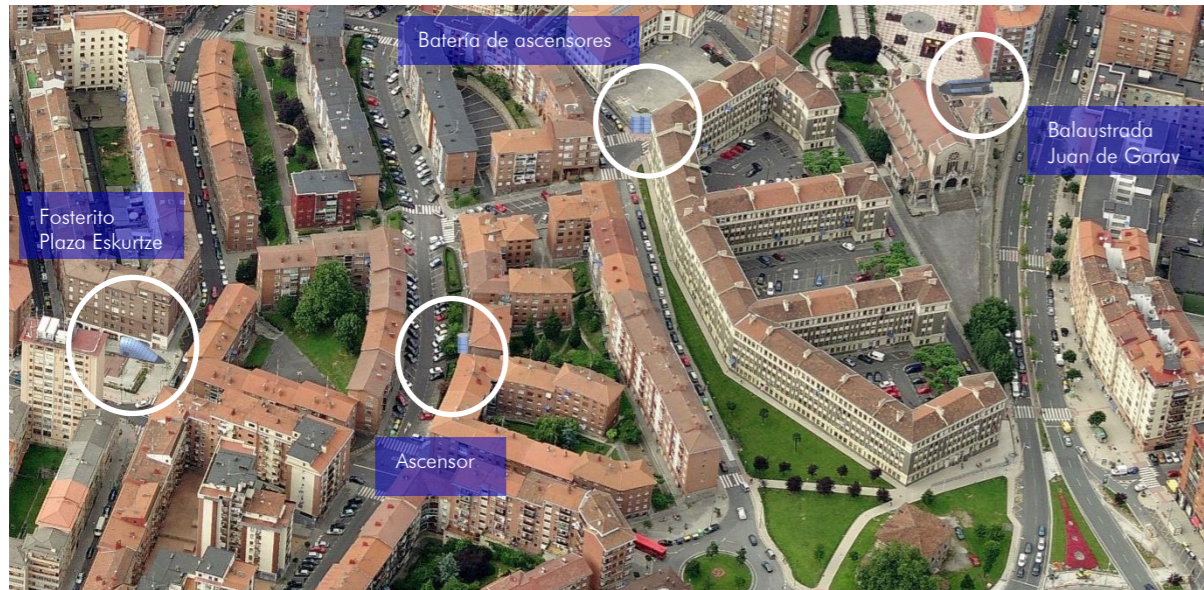 Batería de ascensores
Balaustrada
Juan de Garay
Fosterito
Plaza Eskurtze
Ascensor